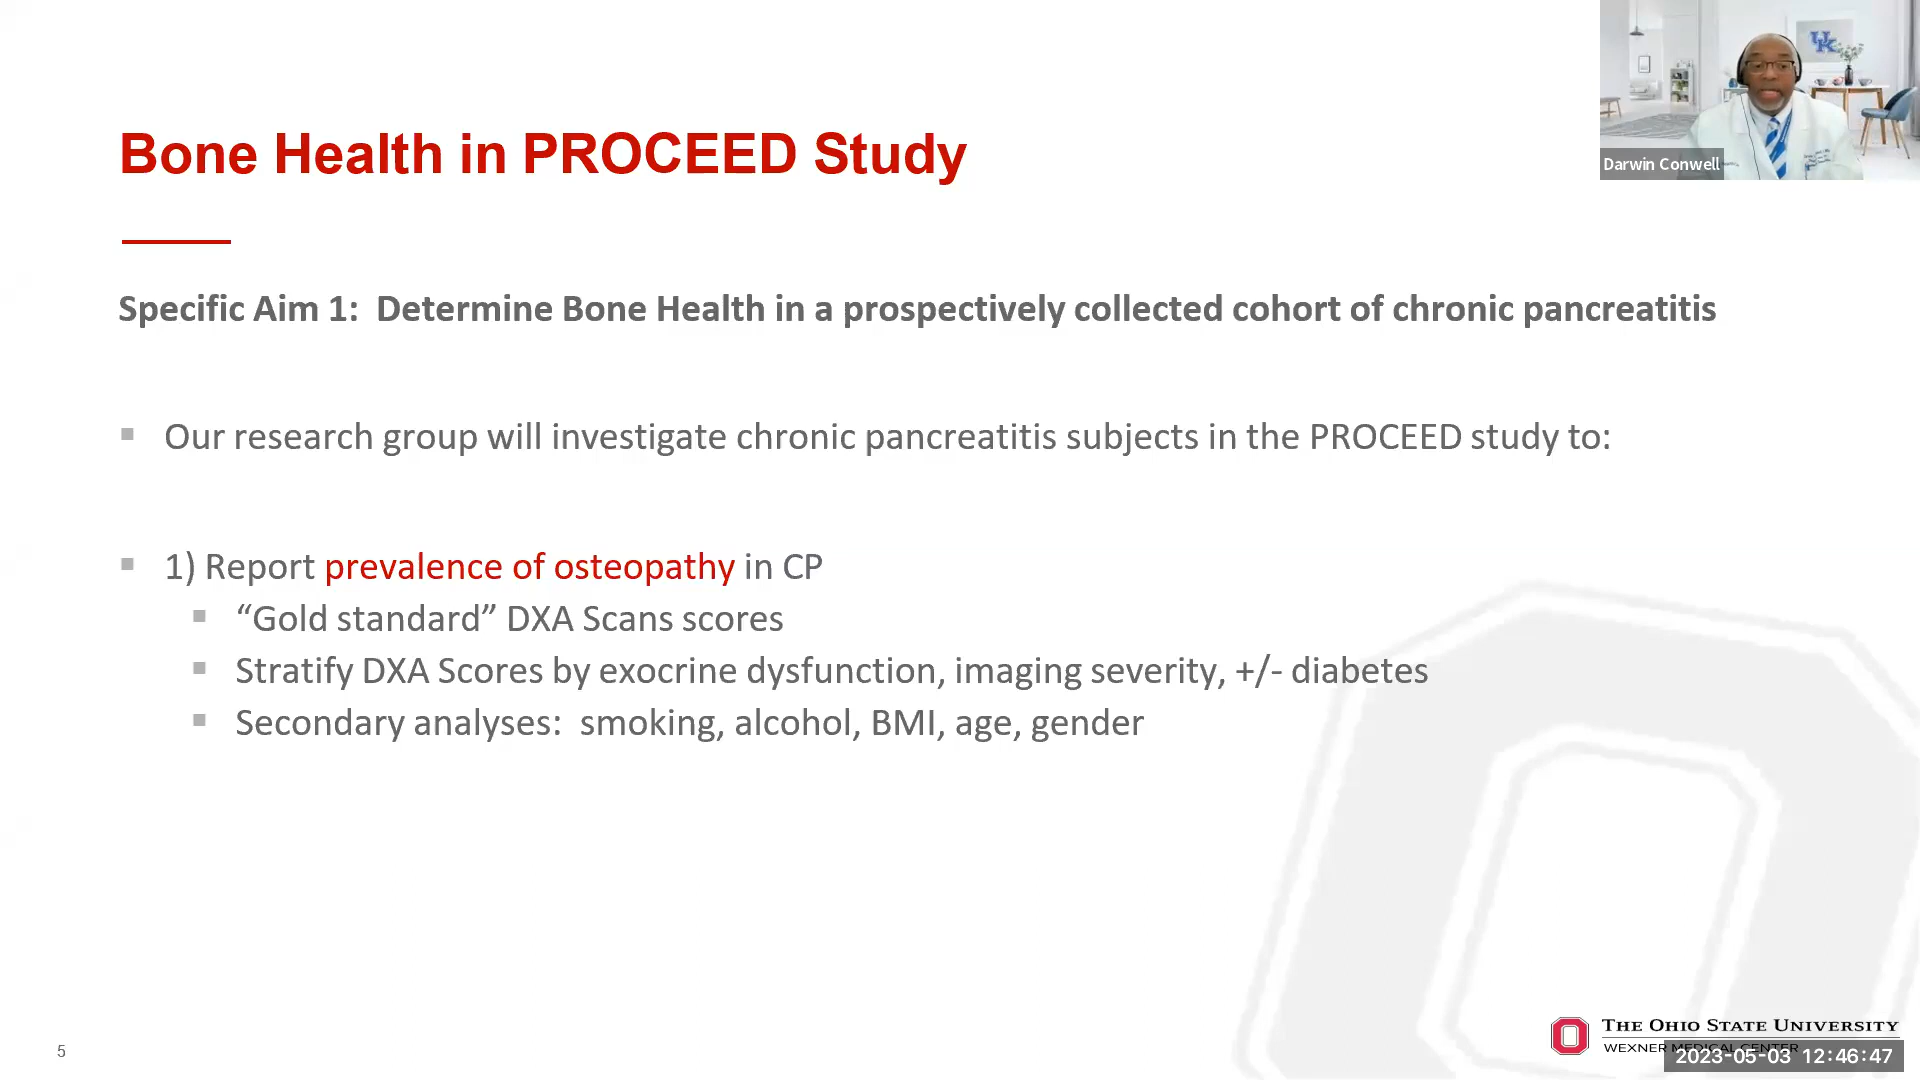 UK
Darwin Conwell
Bone Health in PROCEED Study
Specific Aim 1:  Determine Bone Health in a prospectively collected cohort of chronic pancreatitis
Our research group will investigate chronic pancreatitis subjects in the PROCEED study to:
1) Report prevalence of osteopathy in CP
“Gold standard” DXA Scans scores
Stratify DXA Scores by exocrine dysfunction, imaging severity, +/- diabetes
Secondary analyses:  smoking, alcohol, BMI, age, gender
5
THE OHIO STATE UNIVERSITY
WEXNER MEDICAL CENTER
2023-05-03 12:46:47